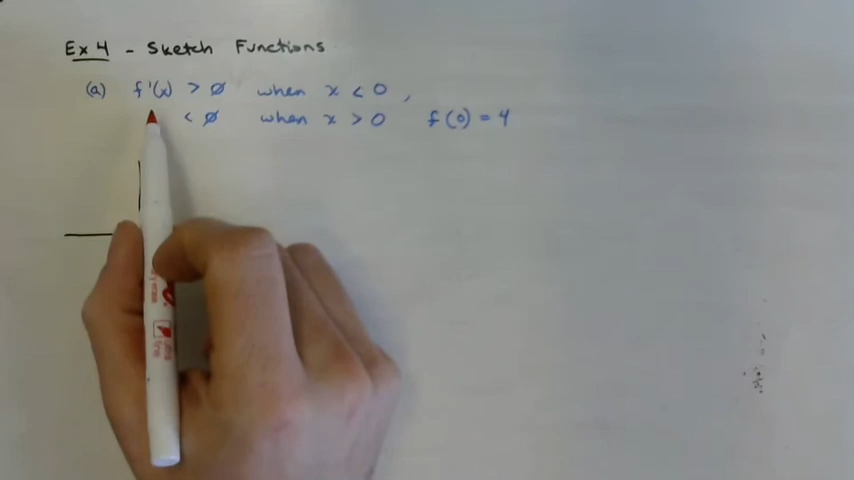 Ex 4 - Sketch Functions
(a) f'(x) > 0 when x < 0 ,
< 0 when x > 0 f(0) = 4